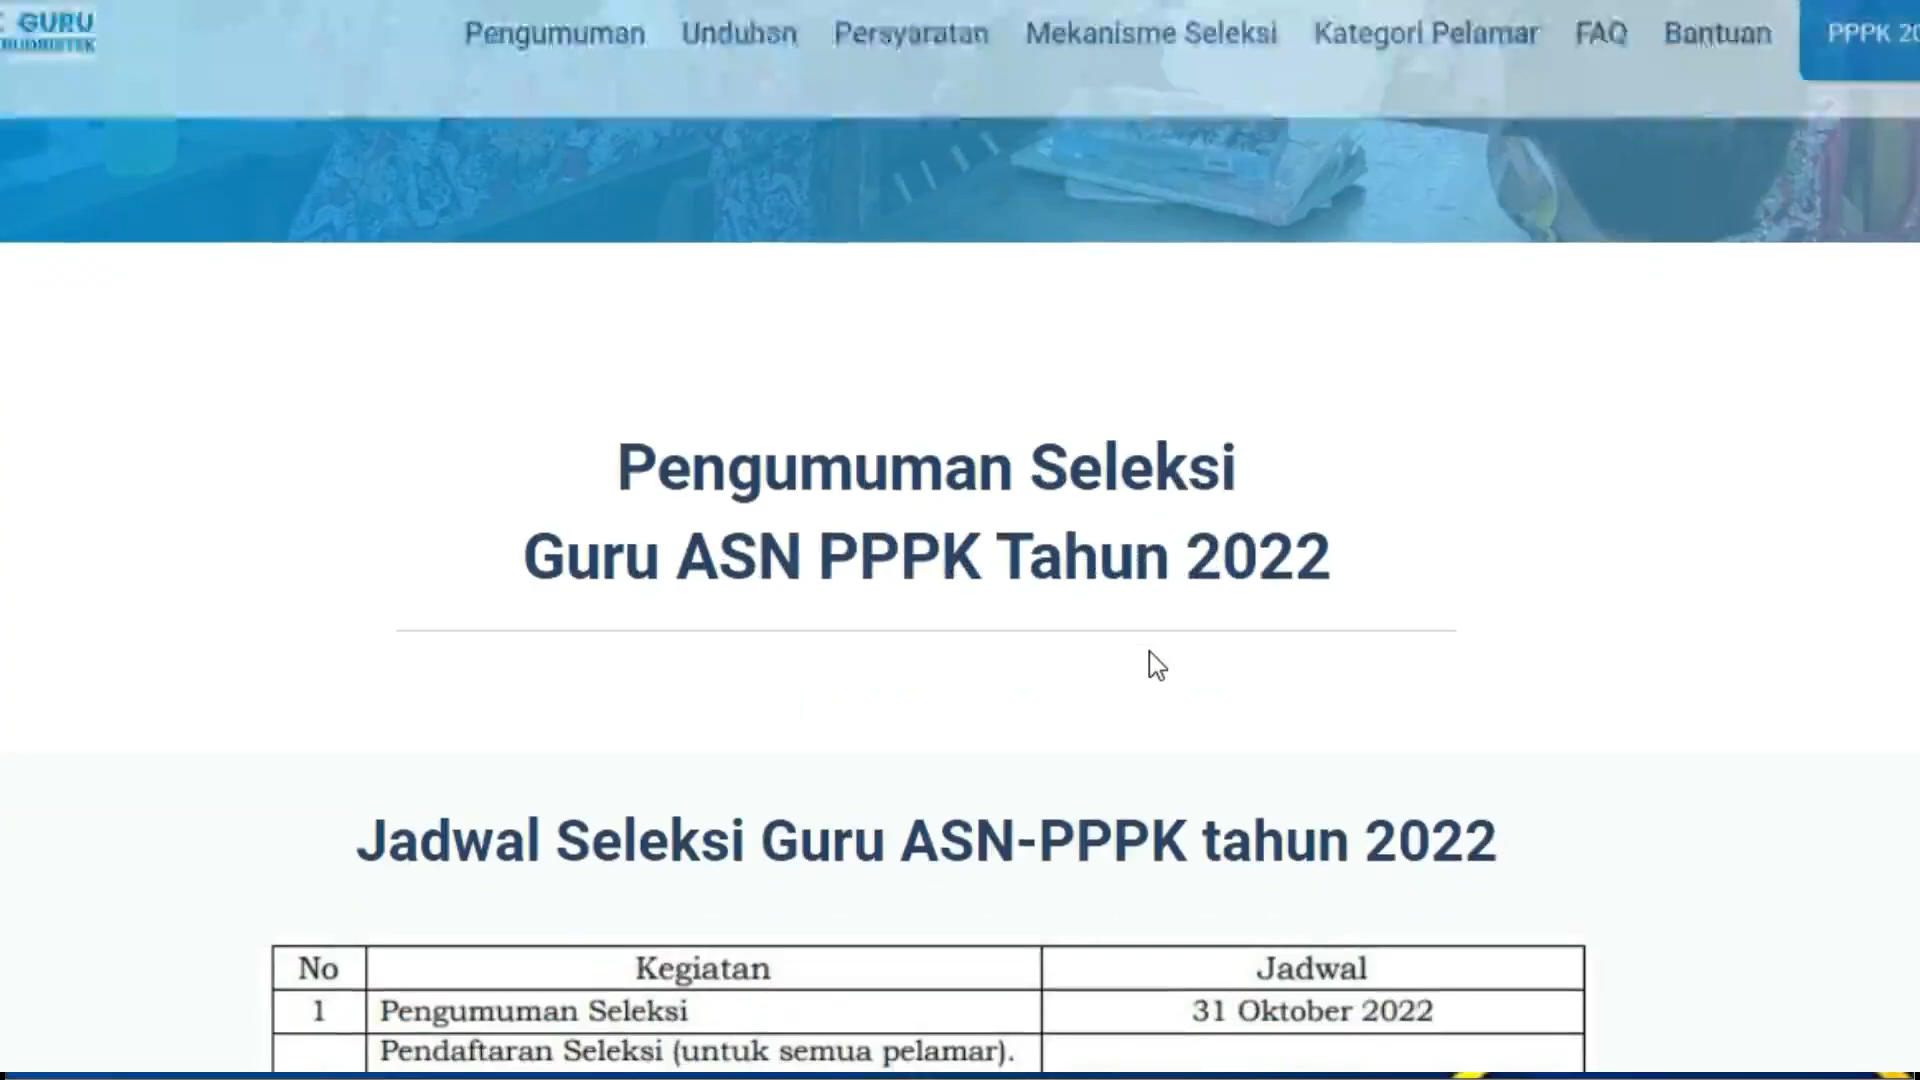 GURU
Pengumuman Unduhan Persyaratan Mekanisme Seleksi Kategori Pelamar FAQ Bantuan PPPK 20
Pengumuman Seleksi
Guru ASN PPPK Tahun 2022
Jadwal Seleksi Guru ASN-PPPK tahun 2022
No Kegiatan Jadwal
1 Pengumuman Seleksi 31 Oktober 2022
Pendaftaran Seleksi (untuk semua pelamar).